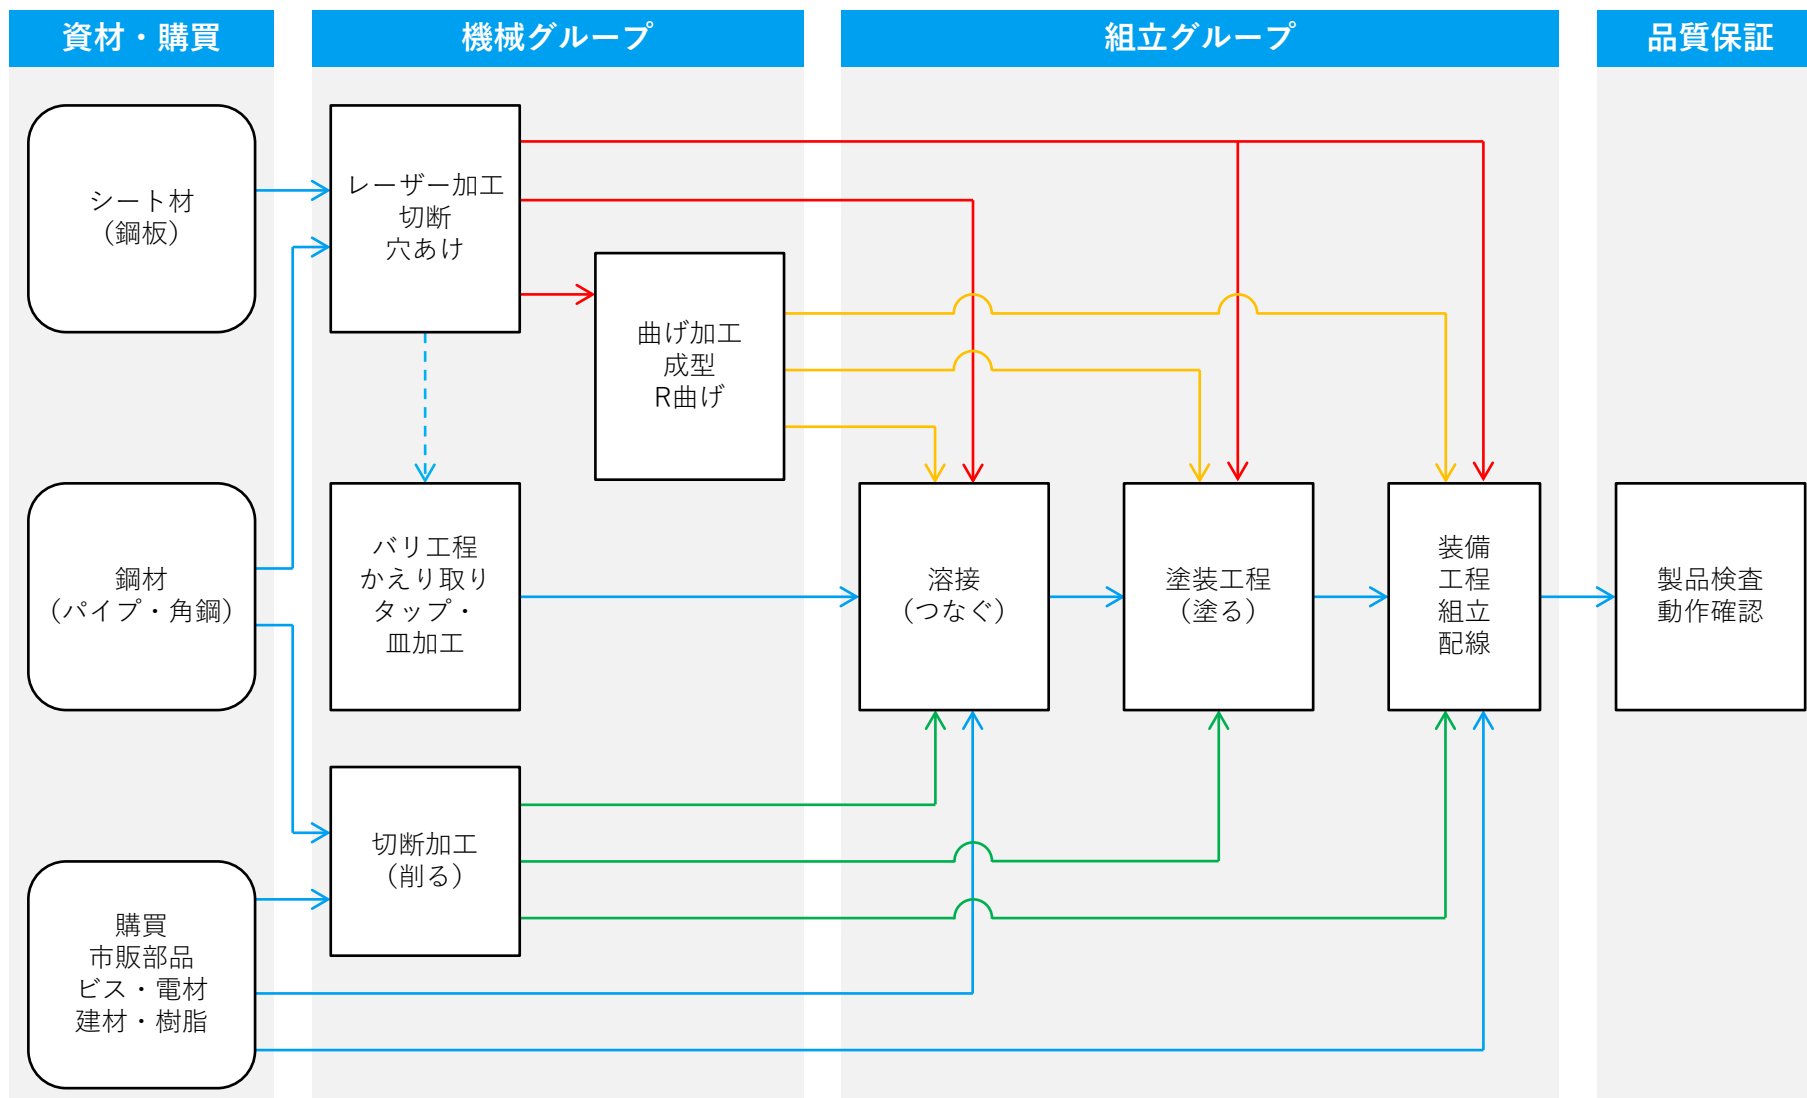 資材・購買
機械グループ
組立グループ
品質保証
シート材
（鋼板）
レーザー加工
切断
穴あけ
曲げ加工
成型
R曲げ
鋼材
（パイプ・角鋼）
バリ工程
かえり取り
タップ・
皿加工
溶接
（つなぐ）
塗装工程
（塗る）
装備
工程
組立
配線
製品検査
動作確認
切断加工
（削る）
購買
市販部品
ビス・電材
建材・樹脂